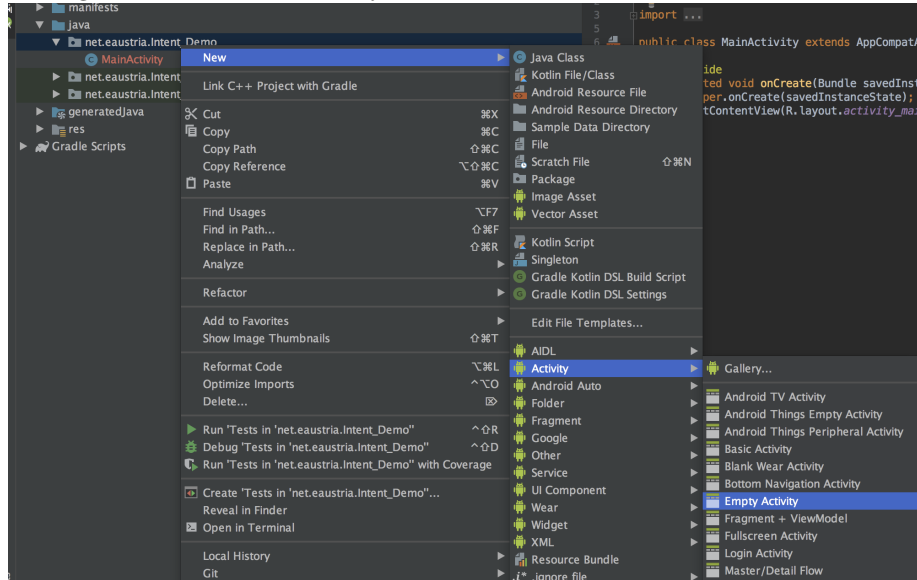 manifests
java
net.eaustria.Intent_Demo
MainActivity
net.eaustria.Intent
net.eaustria.Intent
generatedJava
res
Gradle Scripts
New
Link C++ Project with Gradle
Cut ⌘X
Copy ⌘C
Copy Path ⇧⌘C
Copy Reference ⌥⇧⌘C
Paste ⌘V
Find Usages ⌥F7
Find in Path... ⇧⌘F
Replace in Path... ⇧⌘R
Analyze
Refactor
Add to Favorites
Show Image Thumbnails ⇧⌘T
Reformat Code ⌥⌘L
Optimize Imports ^⌥O
Delete... ⌦
Run 'Tests in 'net.eaustria.Intent_Demo'' ^⇧R
Debug 'Tests in 'net.eaustria.Intent_Demo'' ^⇧D
Run 'Tests in 'net.eaustria.Intent_Demo'' with Coverage
Create 'Tests in 'net.eaustria.Intent_Demo''...
Reveal in Finder
Open in Terminal
Local History
Git
Java Class
Kotlin File/Class
Android Resource File
Android Resource Directory
Sample Data Directory
File
Scratch File ⇧⌘N
Package
Image Asset
Vector Asset
Kotlin Script
Singleton
Gradle Kotlin DSL Build Script
Gradle Kotlin DSL Settings
Edit File Templates...
AIDL
Activity
Android Auto
Folder
Fragment
Google
Other
Service
UI Component
Wear
Widget
XML
Resource Bundle
.ignore file
Gallery...
Android TV Activity
Android Things Empty Activity
Android Things Peripheral Activity
Basic Activity
Blank Wear Activity
Bottom Navigation Activity
Empty Activity
Fragment + ViewModel
Fullscreen Activity
Login Activity
Master/Detail Flow
3 import ...
5
6 public class MainActivity extends AppCompatA
ide
ted void onCreate(Bundle savedInst
per.onCreate(savedInstanceState);
tContentView(R.layout.activity_mai